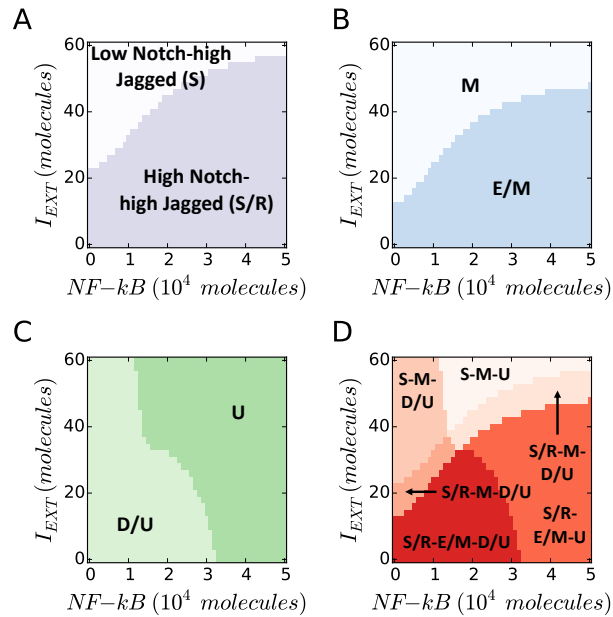 A
Low Notch-high
Jagged (S)
High Notch-
high Jagged (S/R)
60
40
20
0
I_EXT (molecules)
0 1 2 3 4 5
NF−kB (10^4 molecules)
B
M
E/M
60
40
20
0
I_EXT (molecules)
0 1 2 3 4 5
NF−kB (10^4 molecules)
C
U
D/U
60
40
20
0
I_EXT (molecules)
0 1 2 3 4 5
NF−kB (10^4 molecules)
D
S-M-
D/U
S-M-U
S/R-M-
D/U
S/R-M-D/U
S/R-
E/M-U
S/R-E/M-D/U
60
40
20
0
I_EXT (molecules)
0 1 2 3 4 5
NF−kB (10^4 molecules)